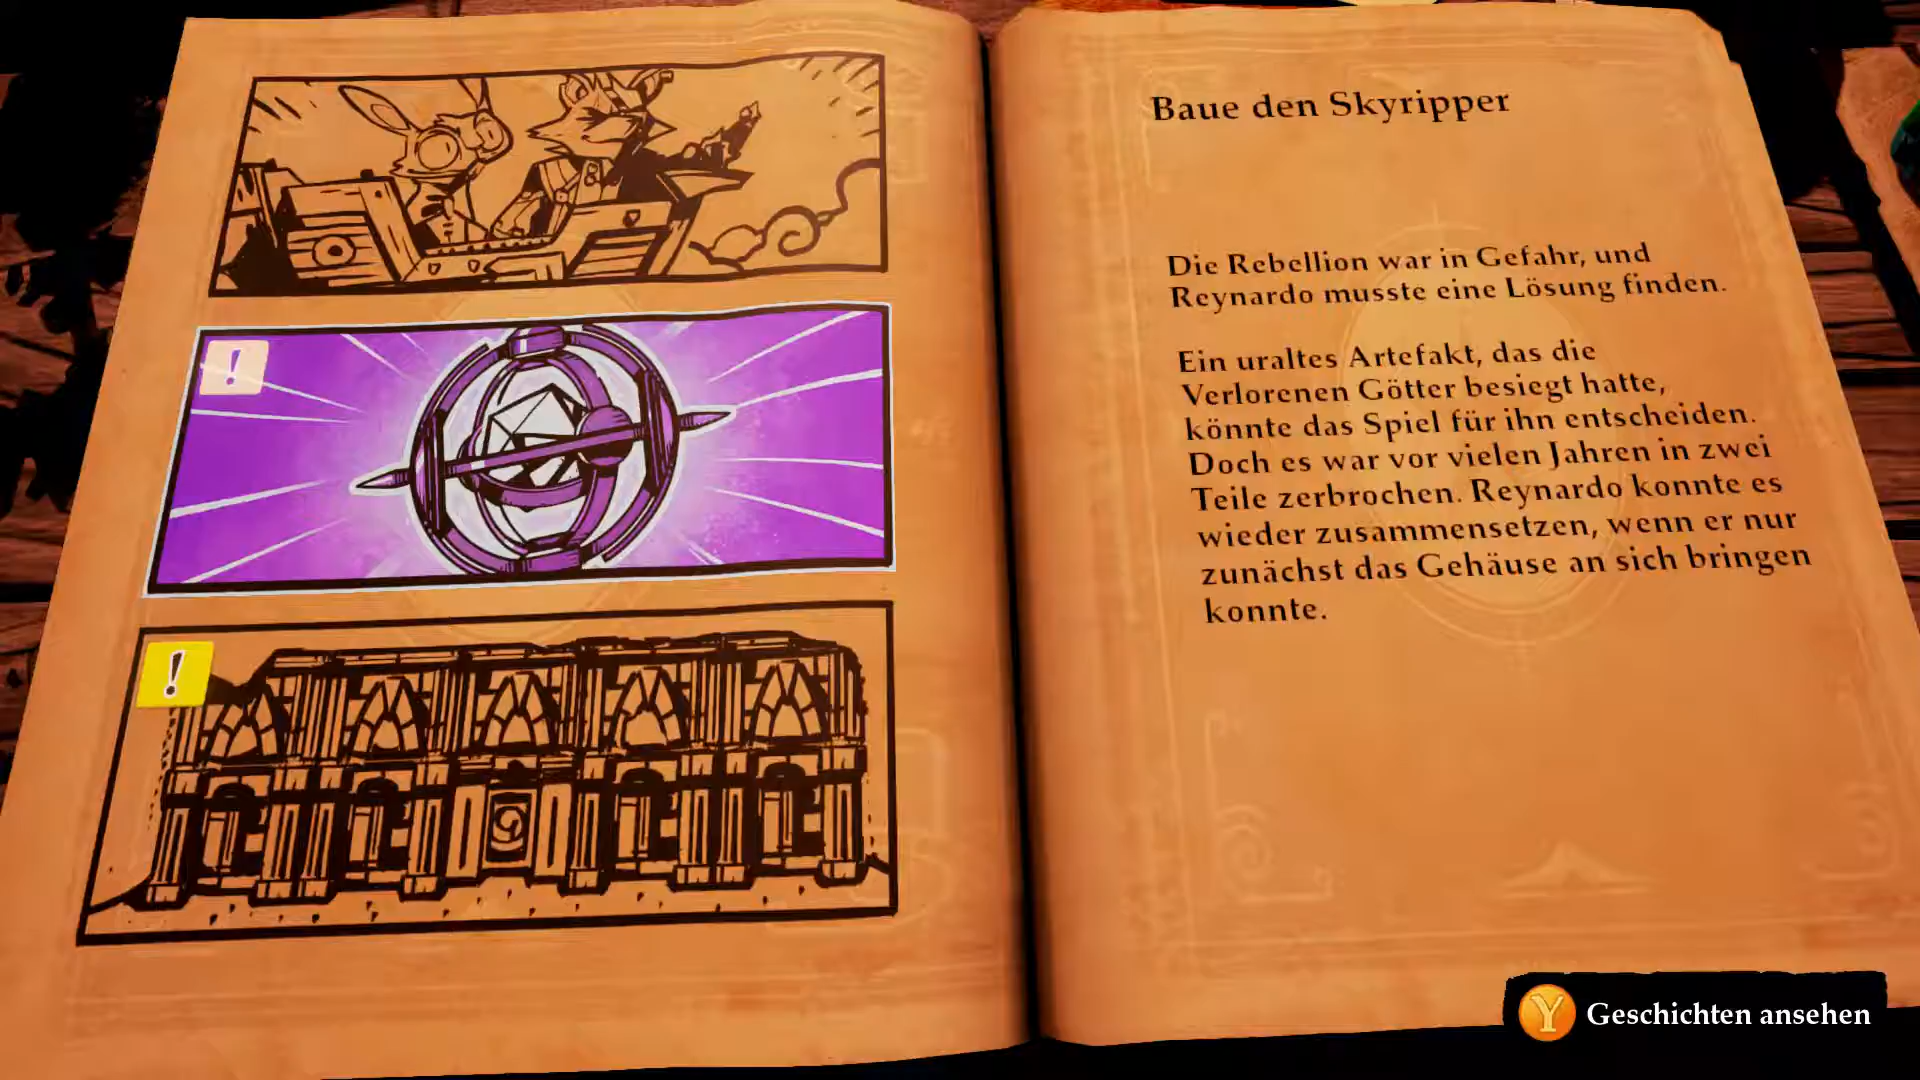 Baue den Skyripper
Die Rebellion war in Gefahr, und
Reynardo musste eine Lösung finden.
Ein uraltes Artefakt, das die
Verlorenen Götter besiegt hatte,
könnte das Spiel für ihn entscheiden.
Doch es war vor vielen Jahren in zwei
Teile zerbrochen. Reynardo konnte es
wieder zusammensetzen, wenn er nur
zunächst das Gehäuse an sich bringen
konnte.
!
!
Y Geschichten ansehen